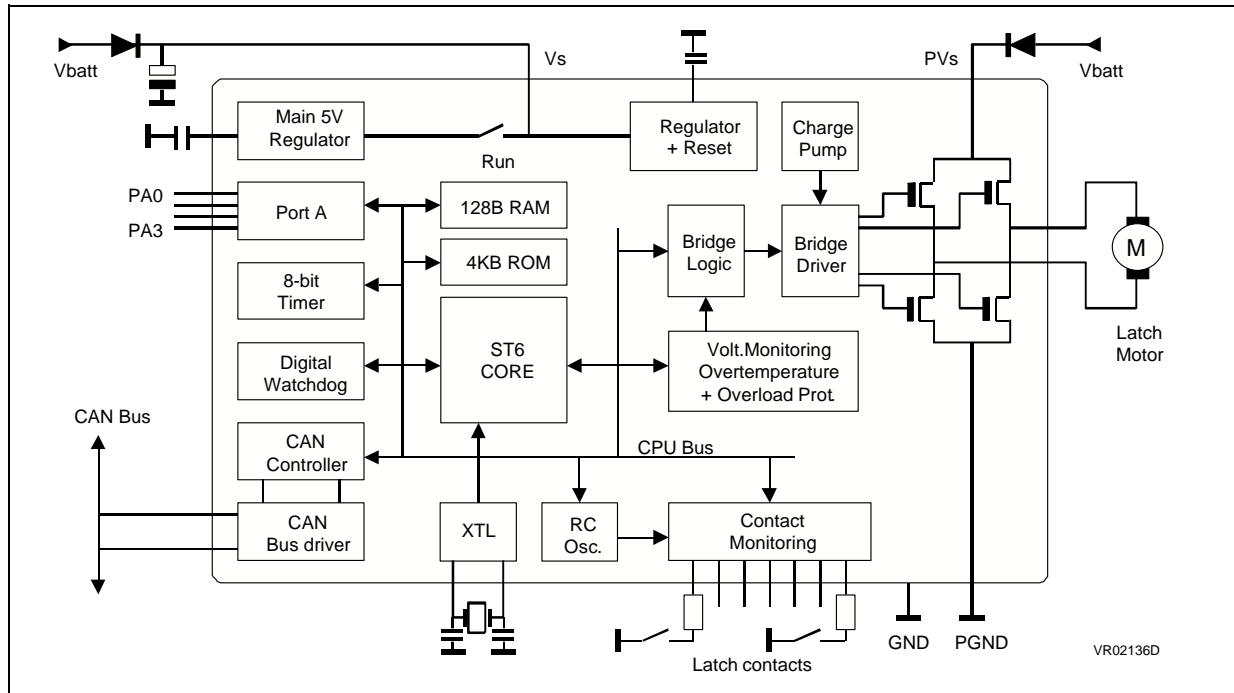 Vbatt
Vs
PVs
Vbatt
Main 5V
Regulator
Run
Regulator
+ Reset
Charge
Pump
PA0
PA3
Port A
128B RAM
4KB ROM
8-bit
Timer
Bridge
Logic
Bridge
Driver
M
Latch
Motor
Digital
Watchdog
ST6
CORE
Volt.Monitoring
Overtemperature
+ Overload Prot.
CAN Bus
CAN
Controller
CPU Bus
CAN
Bus driver
XTL
RC
Osc.
Contact
Monitoring
Latch contacts
GND
PGND
VR02136D